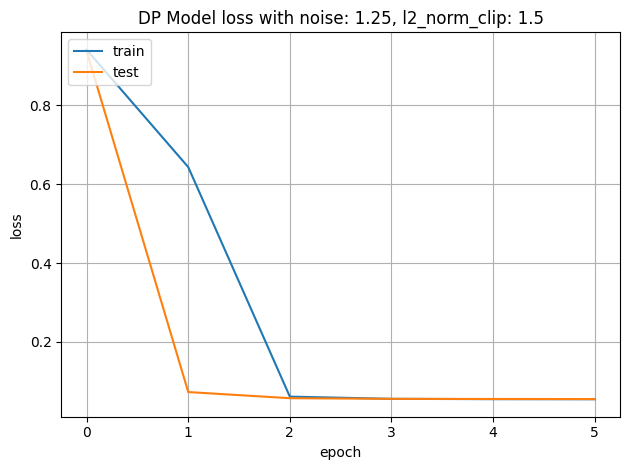 DP Model loss with noise: 1.25, l2_norm_clip: 1.5
train
test
loss
0.8
0.6
0.4
0.2
0 1 2 3 4 5
epoch